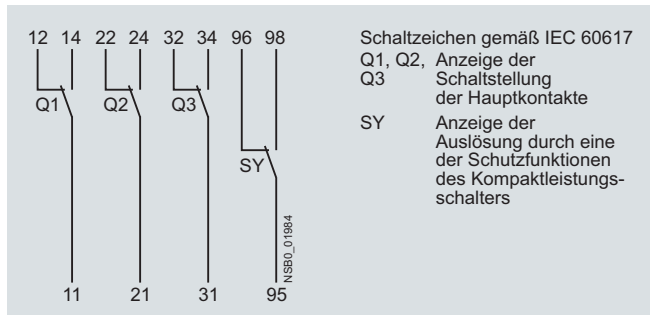 12 14 22 24 32 34 96 98
Q1 Q2 Q3
SY
NSB0_01984
11 21 31 95
Schaltzeichen gemäß IEC 60617
Q1, Q2, Anzeige der
Q3 Schaltstellung
der Hauptkontakte
SY Anzeige der
Auslösung durch eine
der Schutzfunktionen
des Kompaktleistungs-
schalters